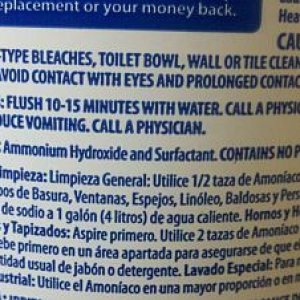 eplacement or your money back.
Hea
CAU
-TYPE BLEACHES, TOILET BOWL, WALL OR TILE CLEAN
AVOID CONTACT WITH EYES AND PROLONGED CONTAC
: FLUSH 10-15 MINUTES WITH WATER. CALL A PHYSI
DUCE VOMITING. CALL A PHYSICIAN.
: Ammonium Hydroxide and Surfactant. CONTAINS NO P
impieza: Limpieza General: Utilice 1/2 taza de Amoníaco
os de Basura, Ventanas, Espejos, Linóleo, Baldosas y Pers
de sodio a 1 galón (4 litros) de agua caliente. Hornos y H
s y Tapizados: Aspire primero. Utilice 2 tazas de Amoníaco
ebe primero en un área apartada para asegurarse de que e
tidad usual de jabón o detergente. Lavado Especial: Para m
ustrial: Utilice el Amoníaco en una mayor proporción o en